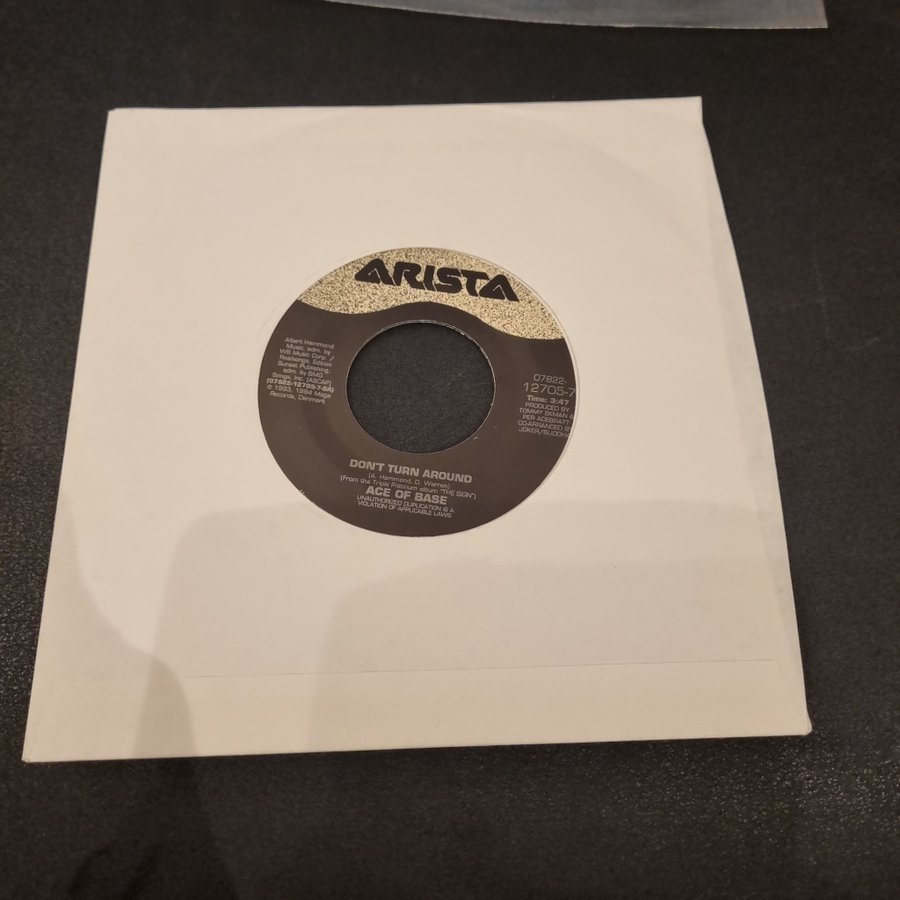 ARISTA
Albert Hammond
Music, adm. by
WB Music Corp. /
Realsongs, Edition
Sunset Publishing,
adm. by BMG
Songs, Inc. (ASCAP)
(07822-12705-7-SA)
℗ 1993, 1994 Mega
Records, Denmark
07822-
12705-7
Time: 3:47
PRODUCED BY
TOMMY EKMAN &
PER ADEBRATT
CO-ARRANGED BY
JOKER/BUDDHA
DON'T TURN AROUND
(A. Hammond, D. Warren)
(From the Triple Platinum album "THE SIGN")
ACE OF BASE
UNAUTHORIZED DUPLICATION IS A
VIOLATION OF APPLICABLE LAWS